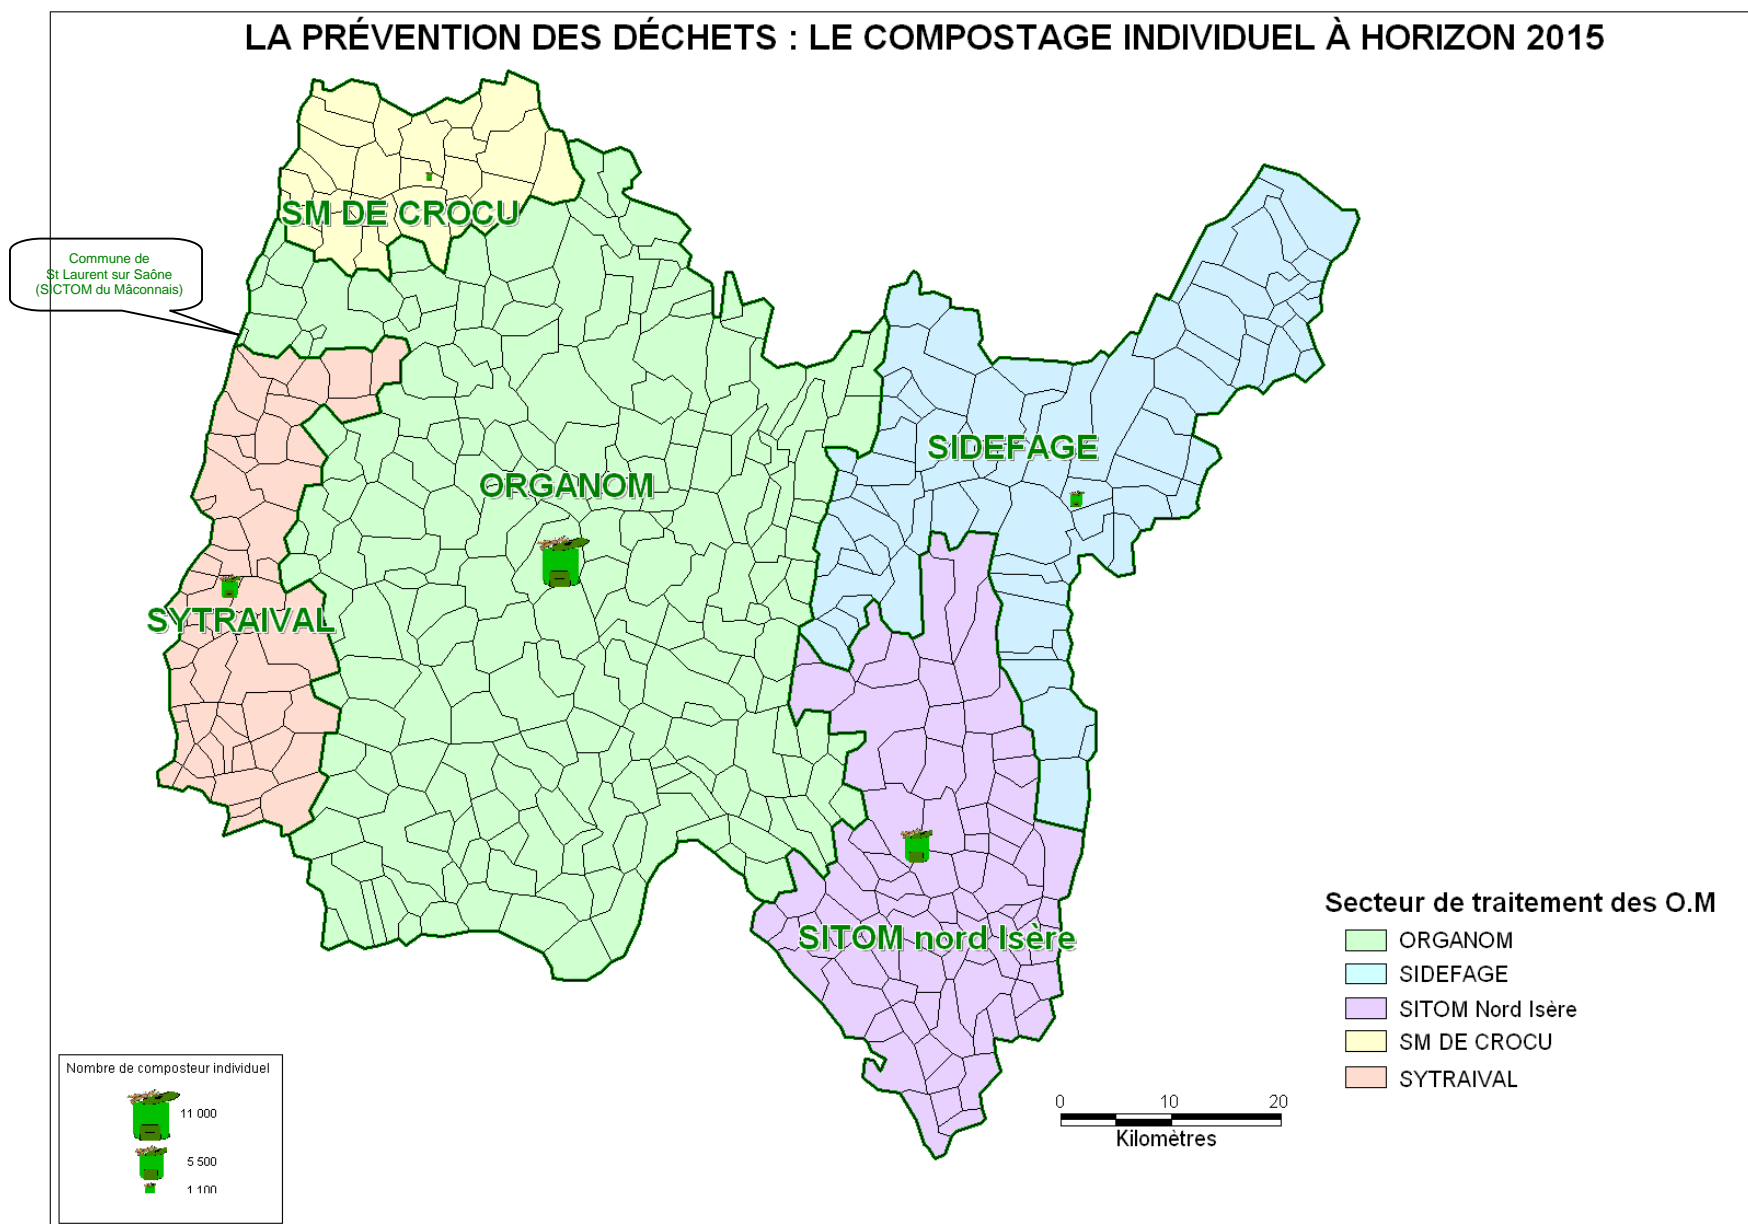 LA PRÉVENTION DES DÉCHETS : LE COMPOSTAGE INDIVIDUEL À HORIZON 2015
SM DE CROCU
Commune de
St Laurent sur Saône
(SICTOM du Mâconnais)
SIDEFAGE
ORGANOM
SYTRAIVAL
SITOM nord Isère
Secteur de traitement des O.M
ORGANOM
SIDEFAGE
SITOM Nord Isère
SM DE CROCU
SYTRAIVAL
0 10 20
Kilomètres
Nombre de composteur individuel
11 000
5 500
1 100